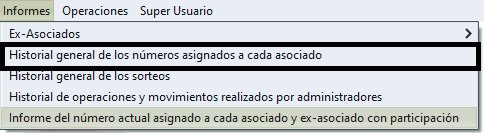 Informes Operaciones Super Usuario
Ex-Asociados
Historial general de los números asignados a cada asociado
Historial general de los sorteos
Historial de operaciones y movimientos realizados por administradores
Informe del número actual asignado a cada asociado y ex-asociado con participación